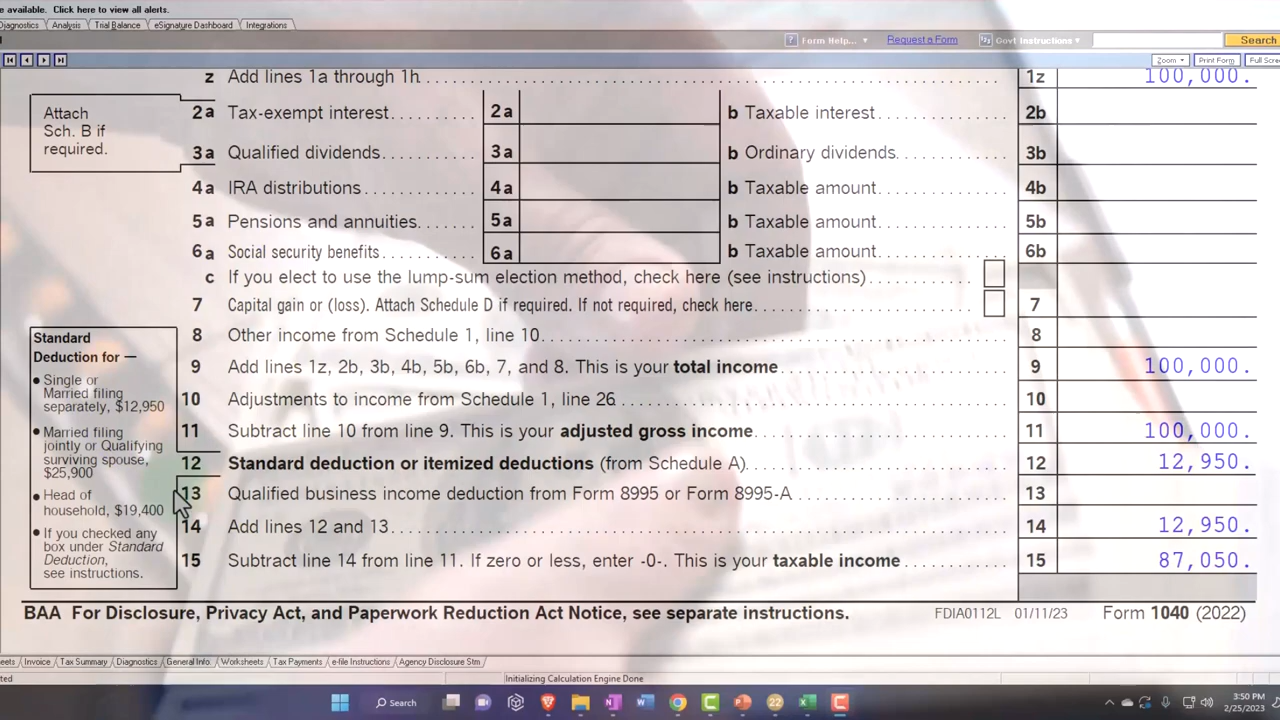 e available. Click here to view all alerts.
Diagnostics Analysis Trial Balance eSignature Dashboard Integrations
Form Help... Request a Form Govt Instructions Search
Zoom Print Form Full Scre
z Add lines 1a through 1h 1z 100,000.
Attach
Sch. B if
required.
2a Tax-exempt interest 2a b Taxable interest 2b
3a Qualified dividends 3a b Ordinary dividends 3b
4a IRA distributions 4a b Taxable amount 4b
5a Pensions and annuities 5a b Taxable amount 5b
6a Social security benefits 6a b Taxable amount 6b
c If you elect to use the lump-sum election method, check here (see instructions)
7 Capital gain or (loss). Attach Schedule D if required. If not required, check here 7
8 Other income from Schedule 1, line 10 8
9 Add lines 1z, 2b, 3b, 4b, 5b, 6b, 7, and 8. This is your total income 9 100,000.
10 Adjustments to income from Schedule 1, line 26 10
11 Subtract line 10 from line 9. This is your adjusted gross income 11 100,000.
12 Standard deduction or itemized deductions (from Schedule A) 12 12,950.
13 Qualified business income deduction from Form 8995 or Form 8995-A 13
14 Add lines 12 and 13 14 12,950.
15 Subtract line 14 from line 11. If zero or less, enter -0-. This is your taxable income 15 87,050.
Standard
Deduction for —
• Single or
Married filing
separately, $12,950
• Married filing
jointly or Qualifying
surviving spouse,
$25,900
• Head of
household, $19,400
• If you checked any
box under Standard
Deduction,
see instructions.
BAA For Disclosure, Privacy Act, and Paperwork Reduction Act Notice, see separate instructions. FDIA0112L 01/11/23 Form 1040 (2022)
eets Invoice Tax Summary Diagnostics General Info. Worksheets Tax Payments e-file Instructions Agency Disclosure Stm
ted Initializing Calculation Engine Done
Search
22
3:50 PM
2/25/2023